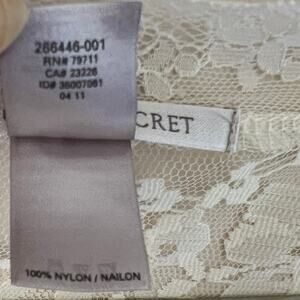 266446-001
RN# 79711
CA# 23226
ID# 36007061
04 11
CRET
100% NYLON / NAILON